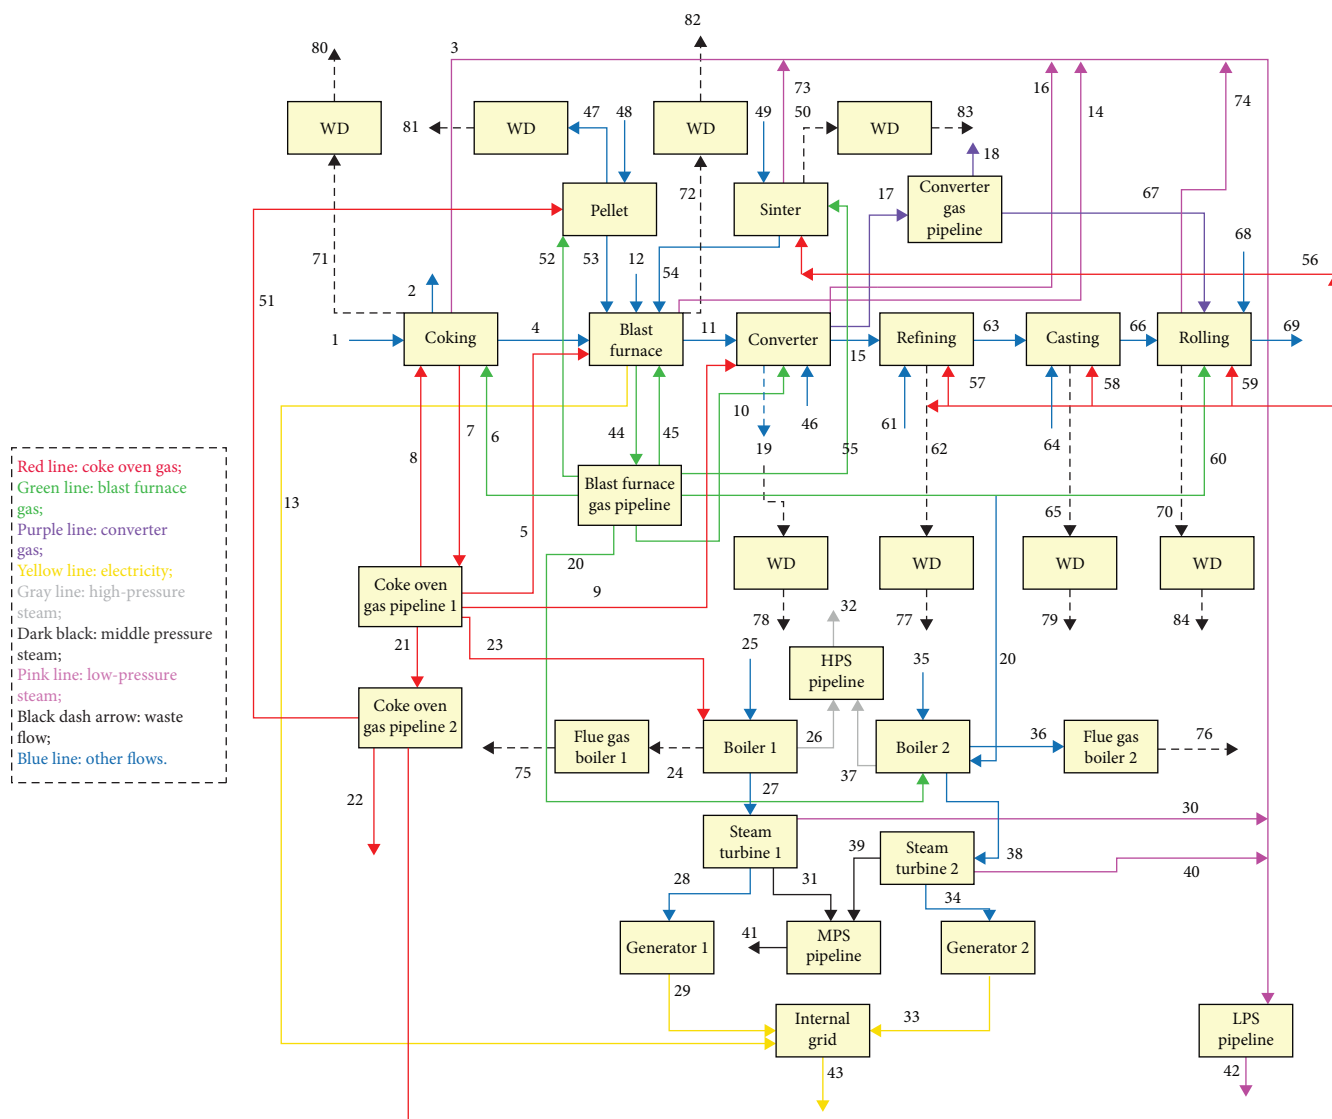 82
80
3
73
16
14
74
WD
81
WD
47
48
WD
49
50
WD
83
18
72
17
Converter
gas
pipeline
67
Pellet
Sinter
71
2
51
52
53
12
54
68
56
1
Coking
4
Blast
furnace
11
Converter
15
Refining
63
Casting
66
Rolling
69
57
58
59
10
46
61
64
8
7
6
44
45
19
55
62
60
Red line: coke oven gas;
Green line: blast furnace
gas;
Purple line: converter
gas;
Yellow line: electricity;
Gray line: high-pressure
steam;
Dark black: middle pressure
steam;
Pink line: low-pressure
steam;
Black dash arrow: waste
flow;
Blue line: other flows.
13
Blast furnace
gas pipeline
5
65
70
20
WD
WD
WD
WD
Coke oven
gas pipeline 1
9
78
32
77
79
84
21
23
25
HPS
pipeline
35
20
Coke oven
gas pipeline 2
Flue gas
boiler 1
Boiler 1
26
Boiler 2
36
Flue gas
boiler 2
76
75
24
37
22
27
30
Steam
turbine 1
39
Steam
turbine 2
38
40
28
31
34
Generator 1
41
MPS
pipeline
Generator 2
29
33
Internal
grid
LPS
pipeline
43
42